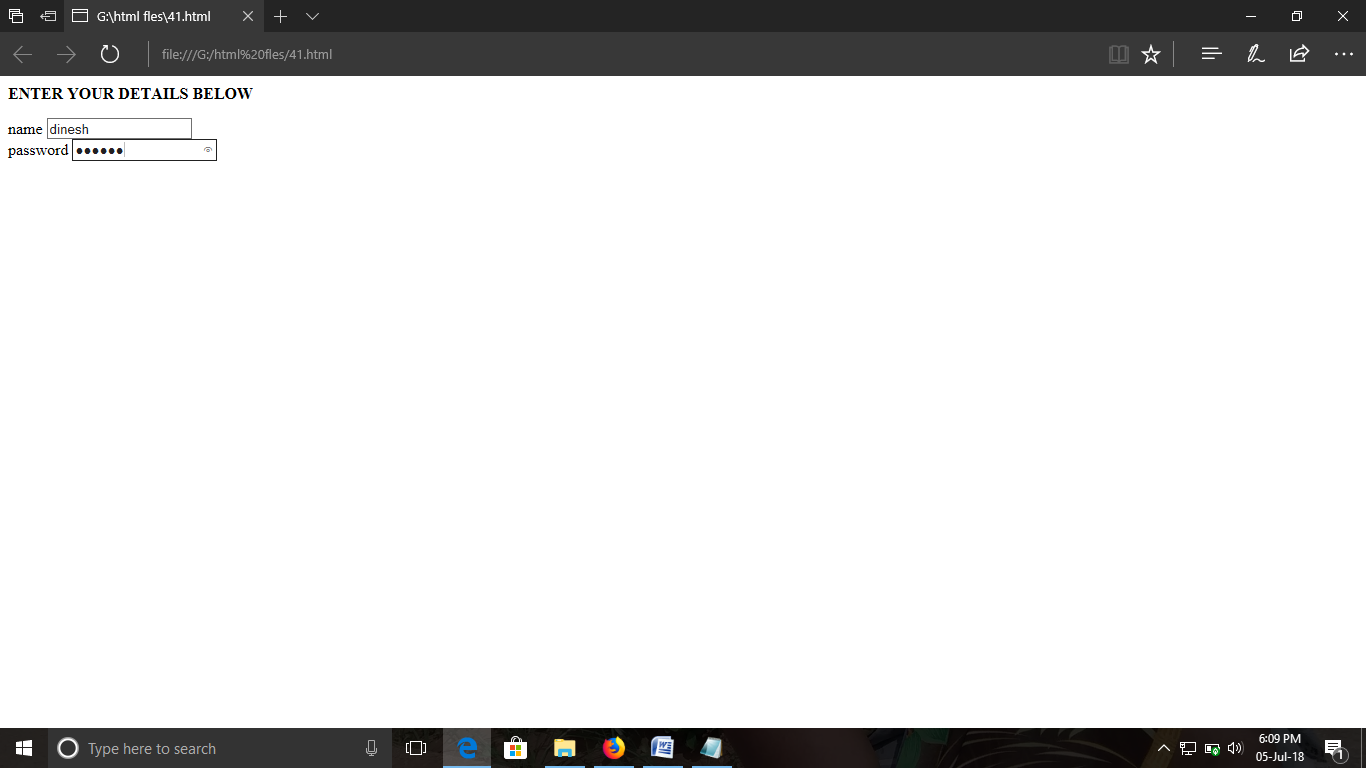 G:\html fles\41.html
file:///G:/html%20fles/41.html
ENTER YOUR DETAILS BELOW
name dinesh
password ●●●●●●
Type here to search
6:09 PM
05-Jul-18
1